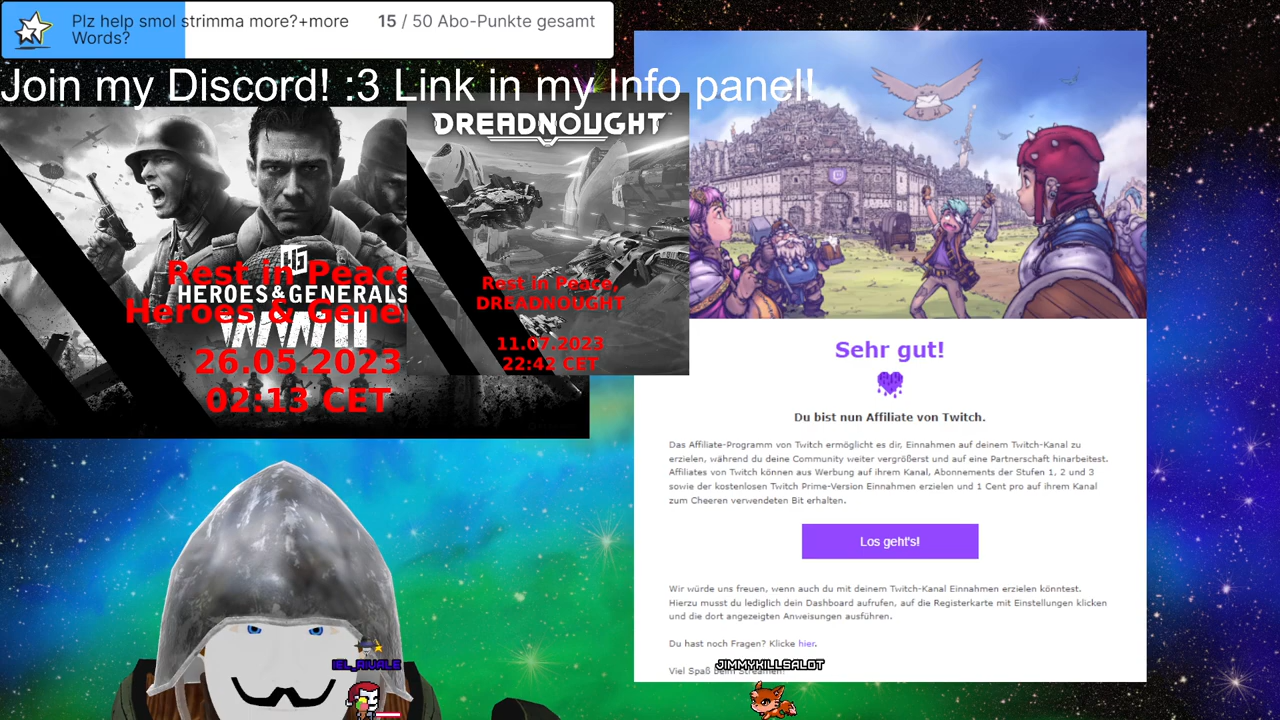 Plz help smol strimma more?+more
Words?
15 / 50 Abo-Punkte gesamt
Join my Discord! :3 Link in my Info panel!
HEROES & GENERALS
WWII
Rest in Peace
Heroes & Gene
26.05.2023
02:13 CET
DREADNOUGHT
Rest in Peace,
DREADNOUGHT
11.07.2023
22:42 CET
Sehr gut!
Du bist nun Affiliate von Twitch.
Das Affiliate-Programm von Twitch ermöglicht es dir, Einnahmen auf deinem Twitch-Kanal zu
erzielen, während du deine Community weiter vergrößerst und auf eine Partnerschaft hinarbeitest.
Affiliates von Twitch können aus Werbung auf ihrem Kanal, Abonnements der Stufen 1, 2 und 3
sowie der kostenlosen Twitch Prime-Version Einnahmen erzielen und 1 Cent pro auf ihrem Kanal
zum Cheeren verwendeten Bit erhalten.
Los geht's!
Wir würde uns freuen, wenn auch du mit deinem Twitch-Kanal Einnahmen erzielen könntest.
Hierzu musst du lediglich dein Dashboard aufrufen, auf die Registerkarte mit Einstellungen klicken
und die dort angezeigten Anweisungen ausführen.
Du hast noch Fragen? Klicke hier.
Viel Spaß beim Streamen!
IEL_RIVALE
JIMMYKILLSALOT